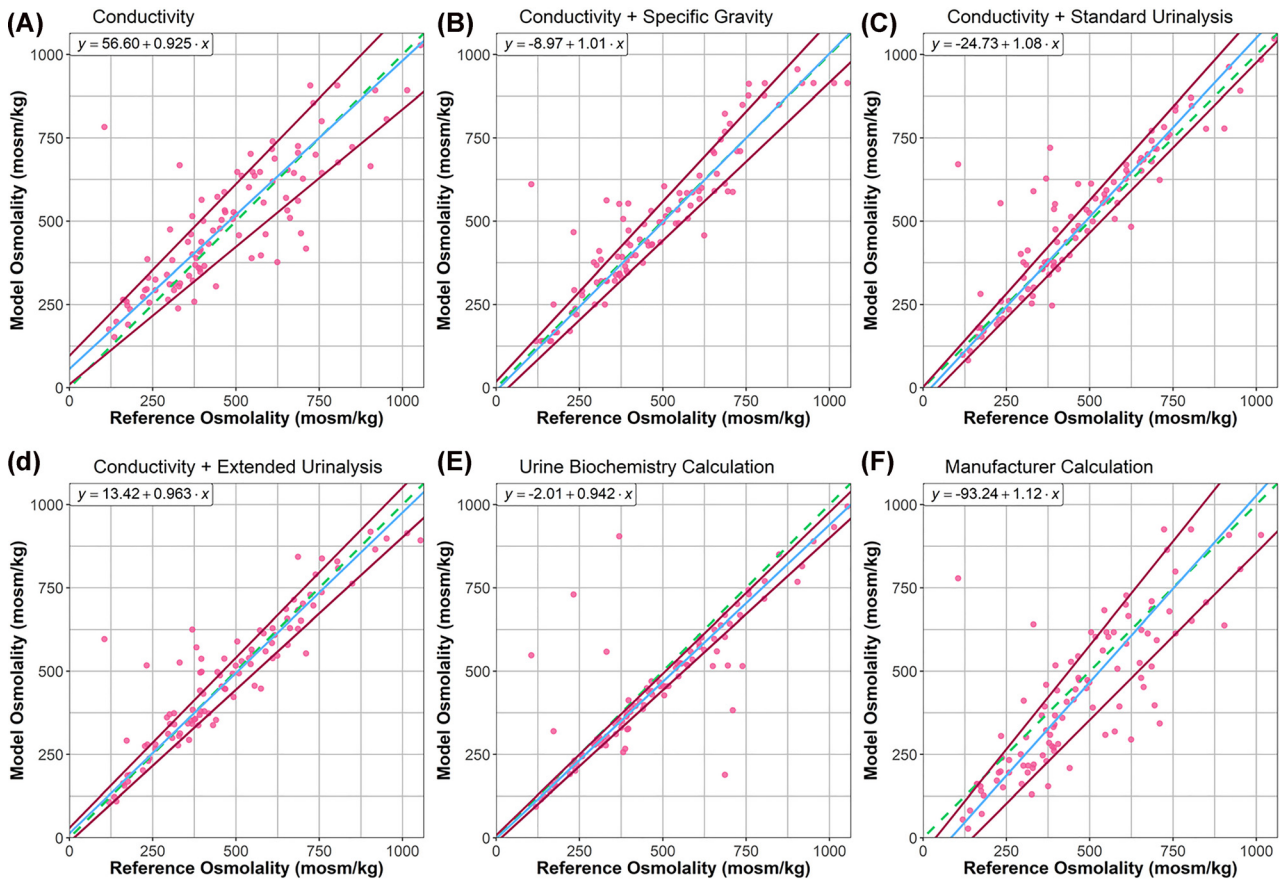 (A) Conductivity
y = 56.60+0.925 · x
Model Osmolality (mosm/kg)
1000
750
500
250
0
0 250 500 750 1000
Reference Osmolality (mosm/kg)
(B) Conductivity + Specific Gravity
y = -8.97+1.01 · x
Model Osmolality (mosm/kg)
1000
750
500
250
0
0 250 500 750 1000
Reference Osmolality (mosm/kg)
(C) Conductivity + Standard Urinalysis
y = -24.73+1.08 · x
Model Osmolality (mosm/kg)
1000
750
500
250
0
0 250 500 750 1000
Reference Osmolality (mosm/kg)
(d) Conductivity + Extended Urinalysis
y = 13.42+0.963 · x
Model Osmolality (mosm/kg)
1000
750
500
250
0
0 250 500 750 1000
Reference Osmolality (mosm/kg)
(E) Urine Biochemistry Calculation
y = -2.01+0.942 · x
Model Osmolality (mosm/kg)
1000
750
500
250
0
0 250 500 750 1000
Reference Osmolality (mosm/kg)
(F) Manufacturer Calculation
y = -93.24+1.12 · x
Model Osmolality (mosm/kg)
1000
750
500
250
0
0 250 500 750 1000
Reference Osmolality (mosm/kg)